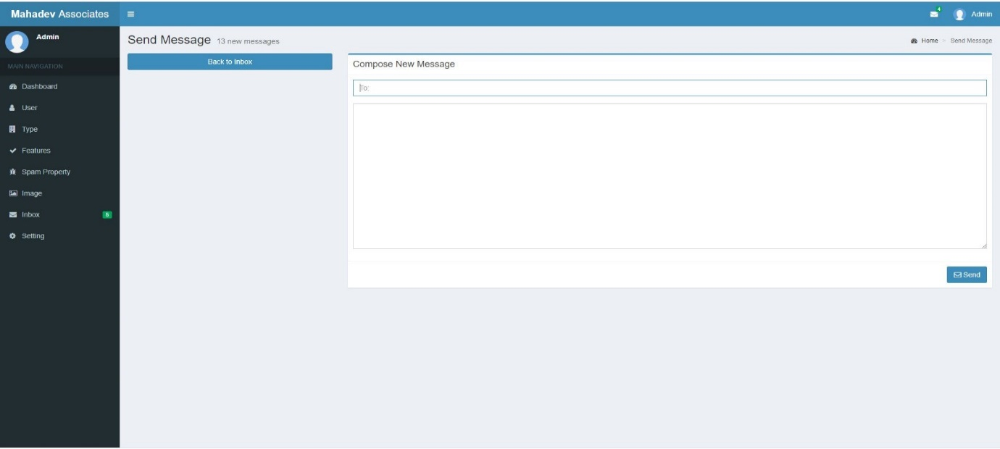 Mahadev Associates
4
Admin
Admin
Send Message 13 new messages
Home
Send Message
MAIN NAVIGATION
Back to Inbox
Compose New Message
Dashboard
To:
User
Type
Features
Spam Property
Image
Inbox 5
Setting
Send